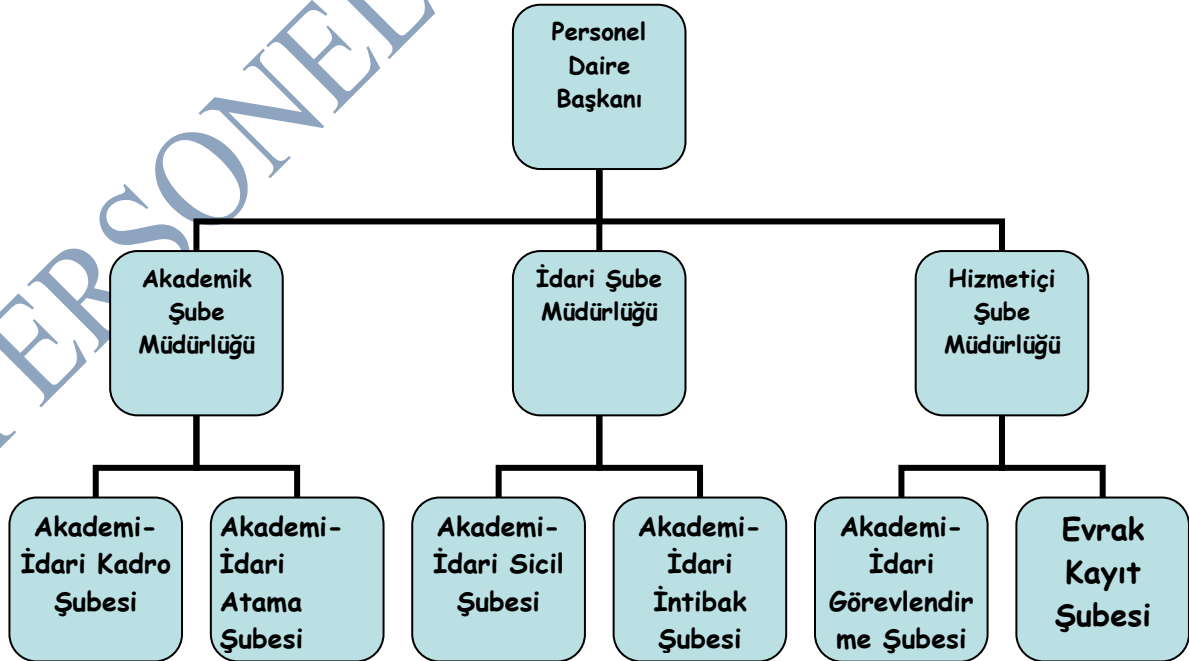 PERSONEL
Personel
Daire
Başkanı
Akademik
Şube
Müdürlüğü
İdari Şube
Müdürlüğü
Hizmetiçi
Şube
Müdürlüğü
Akademi-
İdari Kadro
Şubesi
Akademi-
İdari
Atama
Şubesi
Akademi-
İdari Sicil
Şubesi
Akademi-
İdari
İntibak
Şubesi
Akademi-
İdari
Görevlendir
me Şubesi
Evrak
Kayıt
Şubesi